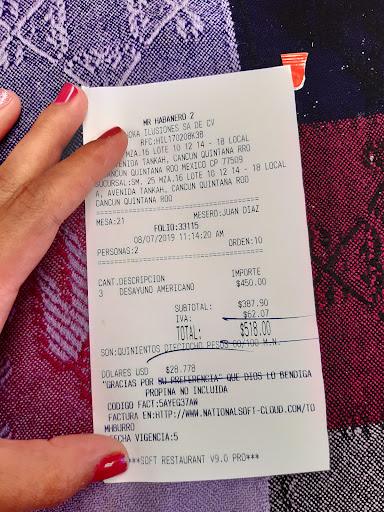 MR HABANERO 2
OKA ILUSIONES SA DE CV
RFC:HIL170208K38
MZA.16 LOTE 10 12 14 - 18 LOCAL
AVENIDA TANKAH, CANCUN QUINTANA RRO
CANCUN QUINTANA ROO MEXICO CP 77509
SUCURSAL:SM, 25 MZA.16 LOTE 10 12 14 - 18 LOCAL
A, AVENIDA TANKAH, CANCUN QUINTANA ROO
CANCUN QUINTANA ROO
MESA:21 MESERO:JUAN DIAZ
FOLIO:33115
08/07/2019 11:14:20 AM
PERSONAS:2 ORDEN:10
CANT.DESCRIPCION IMPORTE
3 DESAYUNO AMERICANO $450.00
SUBTOTAL: $387.90
IVA: $62.07
TOTAL: $518.00
SON:QUINIENTOS DIECIOCHO PESOS 00/100 M.N.
DOLARES USD $28.778
"GRACIAS POR SU PREFERENCIA" QUE DIOS LO BENDIGA
PROPINA NO INCLUIDA
CODIGO FACT:5AYEG37AW
FACTURA EN:HTTP://WWW.NATIONALSOFT-CLOUD.COM/TO
MHBURRO
FECHA VIGENCIA:5
***SOFT RESTAURANT V9.0 PRO***